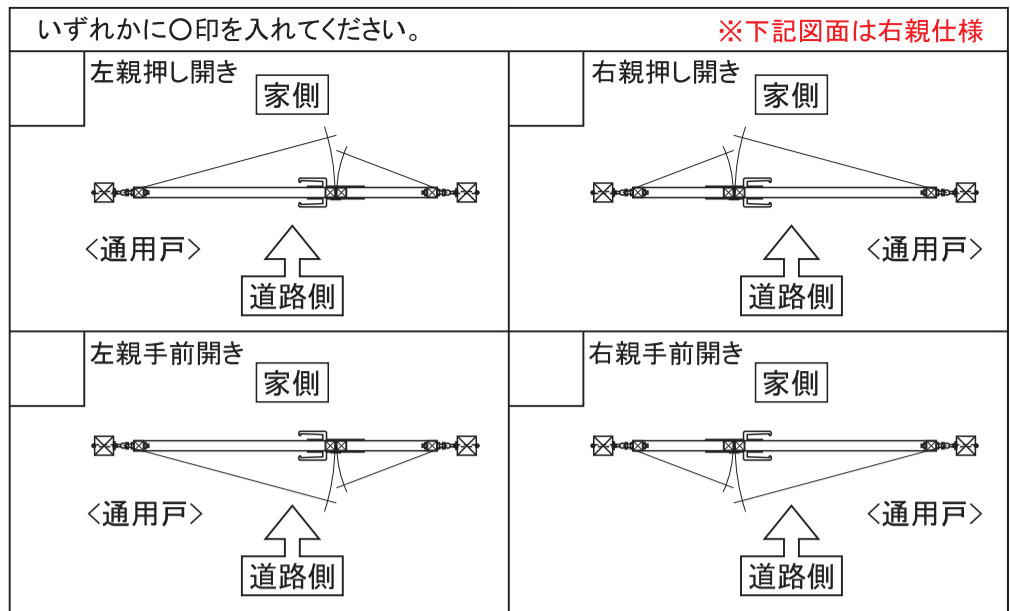 いずれかに〇印を入れてください。
※下記図面は右親仕様
左親押し開き
家側
<通用戸>
道路側
右親押し開き
家側
<通用戸>
道路側
左親手前開き
家側
<通用戸>
道路側
右親手前開き
家側
<通用戸>
道路側